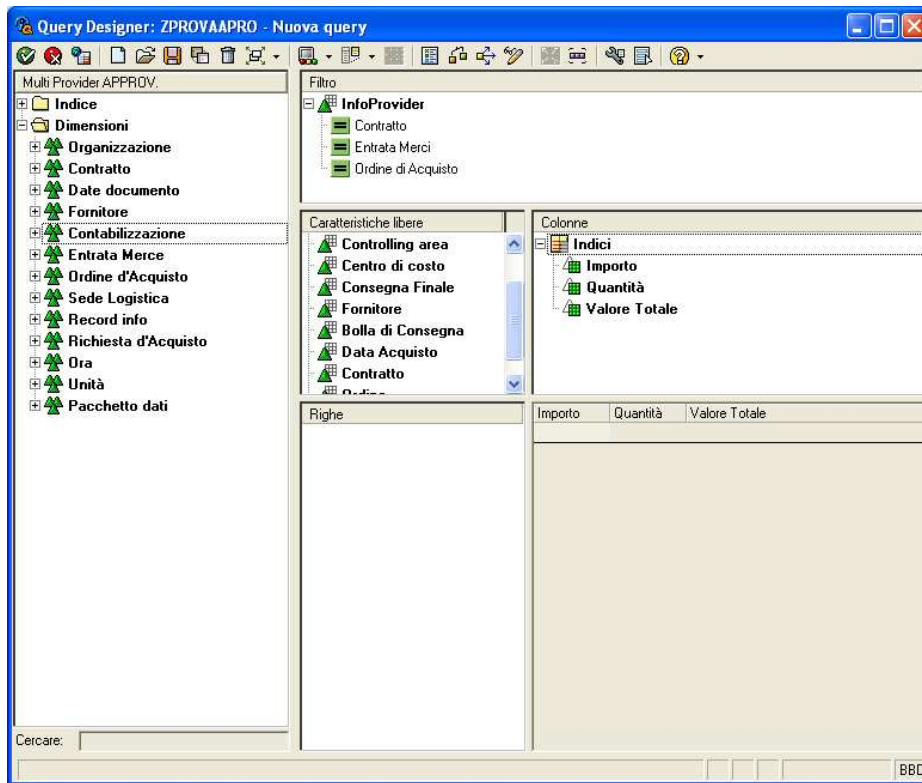 Query Designer: ZPROVAAPRO - Nuova query
Multi Provider APPROV.
Indice
Dimensioni
Organizzazione
Contratto
Date documento
Fornitore
Contabilizzazione
Entrata Merce
Ordine d'Acquisto
Sede Logistica
Record info
Richiesta d'Acquisto
Ora
Unità
Pacchetto dati
Cercare:
Filtro
InfoProvider
Contratto
Entrata Merci
Ordine di Acquisto
Caratteristiche libere
Controlling area
Centro di costo
Consegna Finale
Fornitore
Bolla di Consegna
Data Acquisto
Contratto
Colonne
Indici
Importo
Quantità
Valore Totale
Righe
Importo Quantità Valore Totale